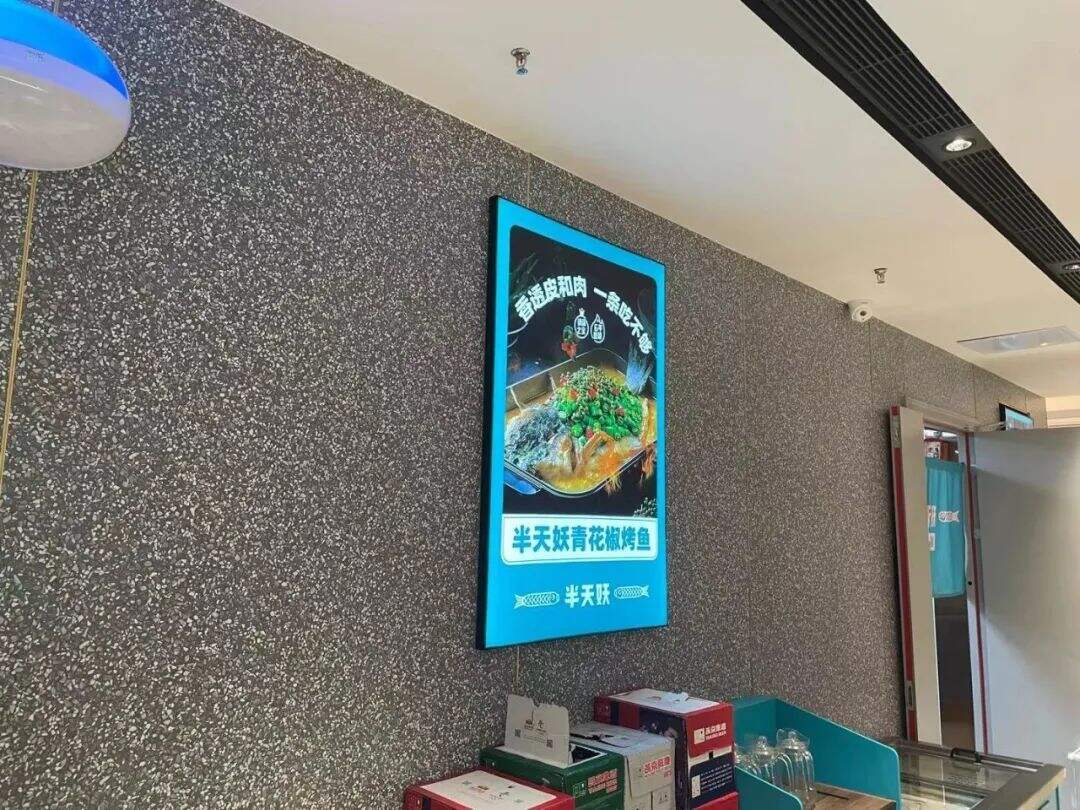 香透皮和肉 一条吃不够
半天妖青花椒烤鱼
半天妖